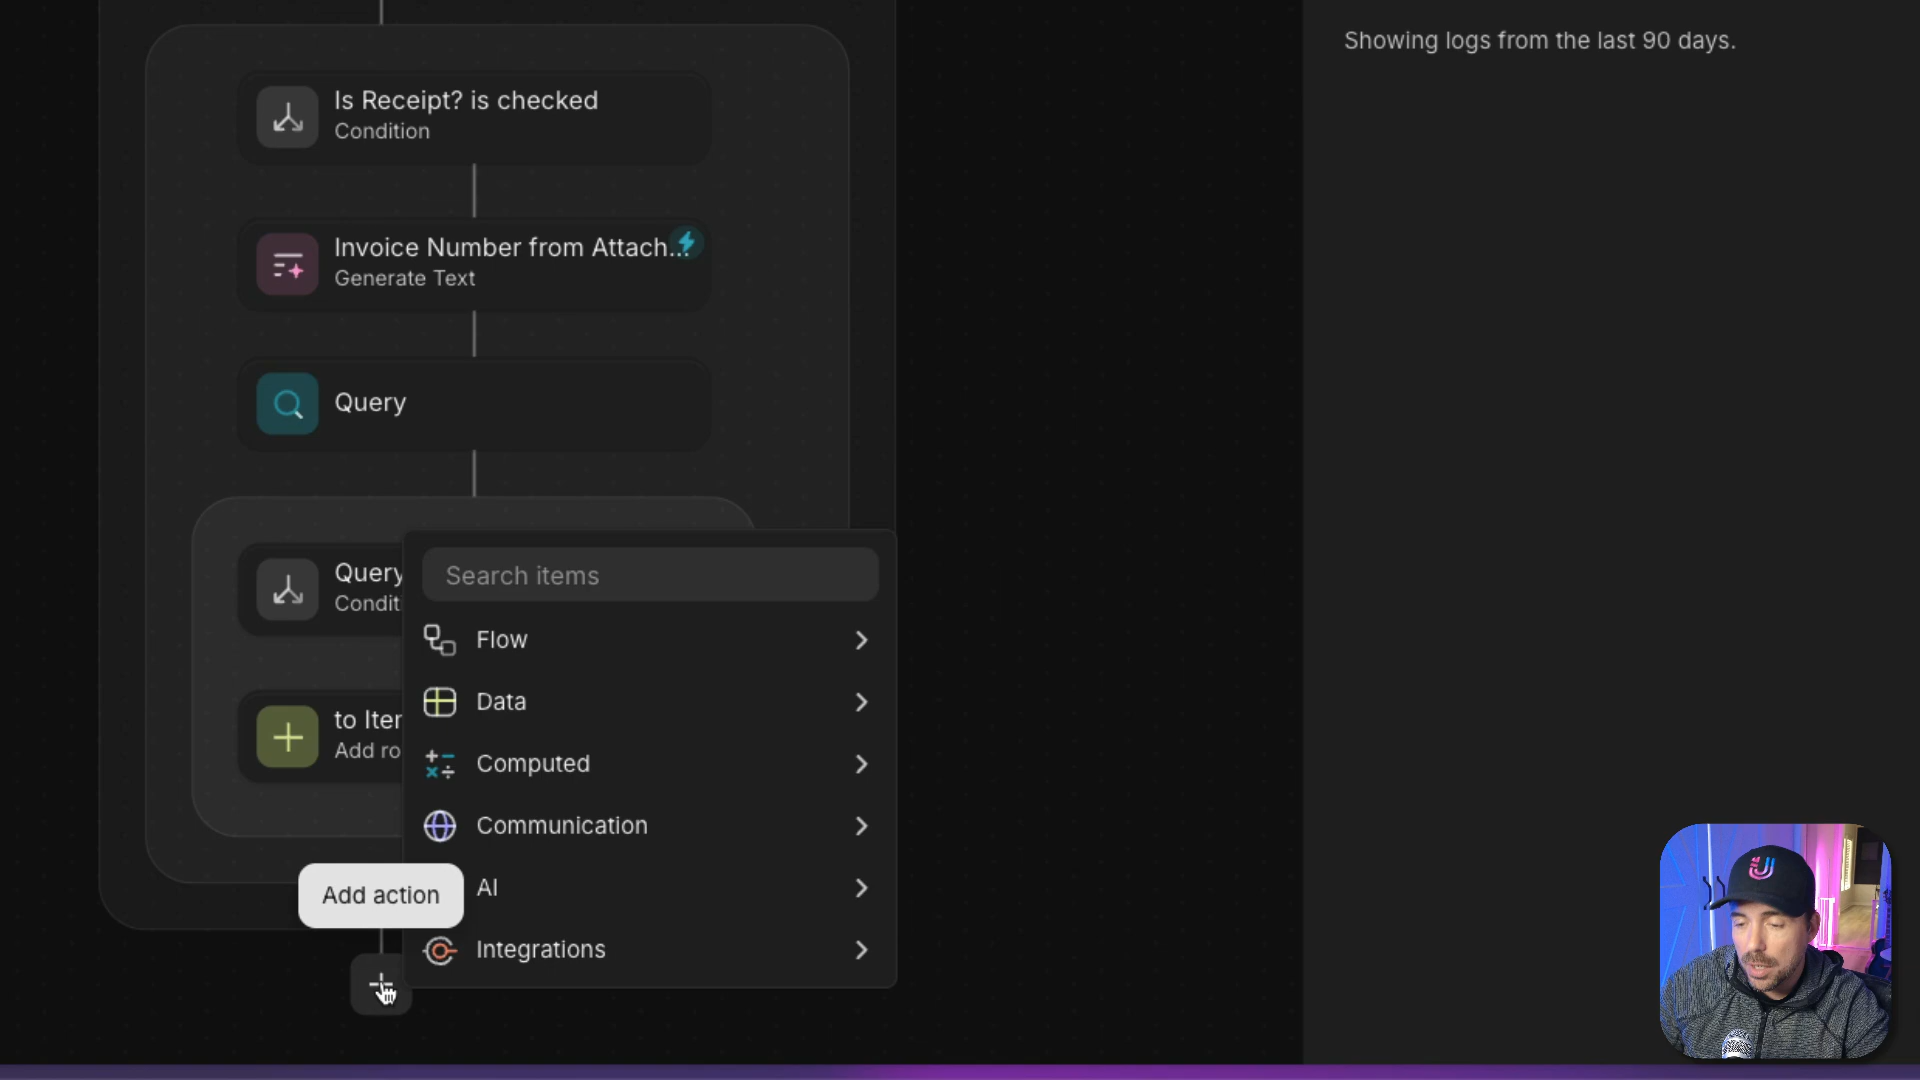 Showing logs from the last 90 days.
Is Receipt? is checked
Condition
Invoice Number from Attach...
Generate Text
Query
Query
Condit
Search items
Flow
Data
to Iter
Add ro
Computed
Communication
Add action
AI
Integrations